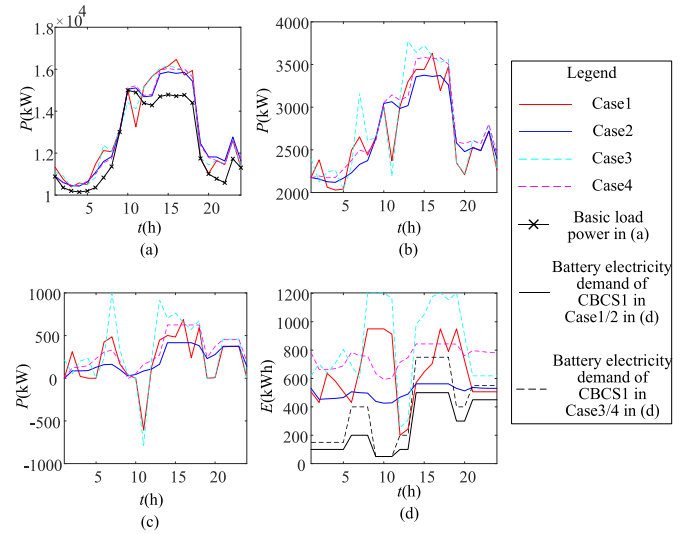 1.8×10⁴
1.6
1.4
1.2
1.0
P(kW)
5 10 15 20
t(h)
(a)
4000
3500
3000
2500
2000
P(kW)
5 10 15 20
t(h)
(b)
1000
500
0
-500
-1000
P(kW)
5 10 15 20
t(h)
(c)
1200
1000
800
600
400
200
0
E(kWh)
5 10 15 20
t(h)
(d)
Legend
Case1
Case2
Case3
Case4
Basic load
power in (a)
Battery electricity
demand of
CBCS1 in
Case1/2 in (d)
Battery electricity
demand of
CBCS1 in
Case3/4 in (d)